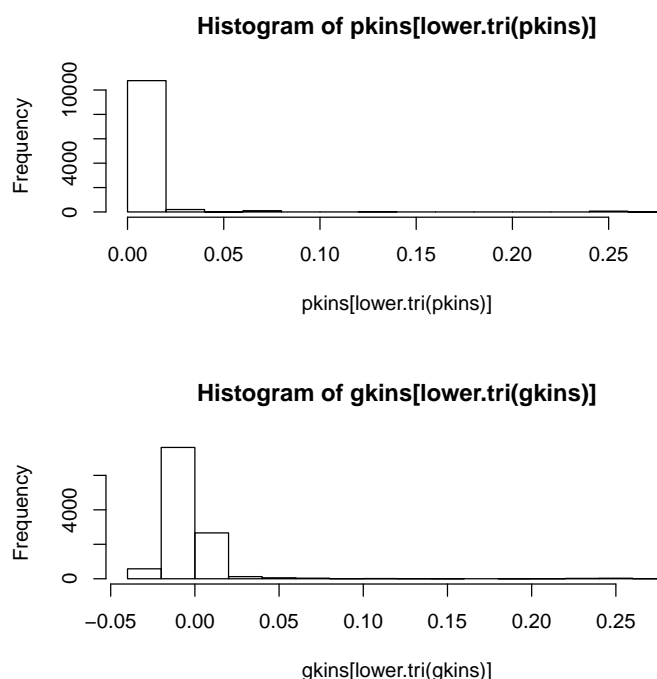 Histogram of pkins[lower.tri(pkins)]
Frequency
10000
4000
0
0.00 0.05 0.10 0.15 0.20 0.25
pkins[lower.tri(pkins)]
Histogram of gkins[lower.tri(gkins)]
Frequency
4000
0
−0.05 0.00 0.05 0.10 0.15 0.20 0.25
gkins[lower.tri(gkins)]